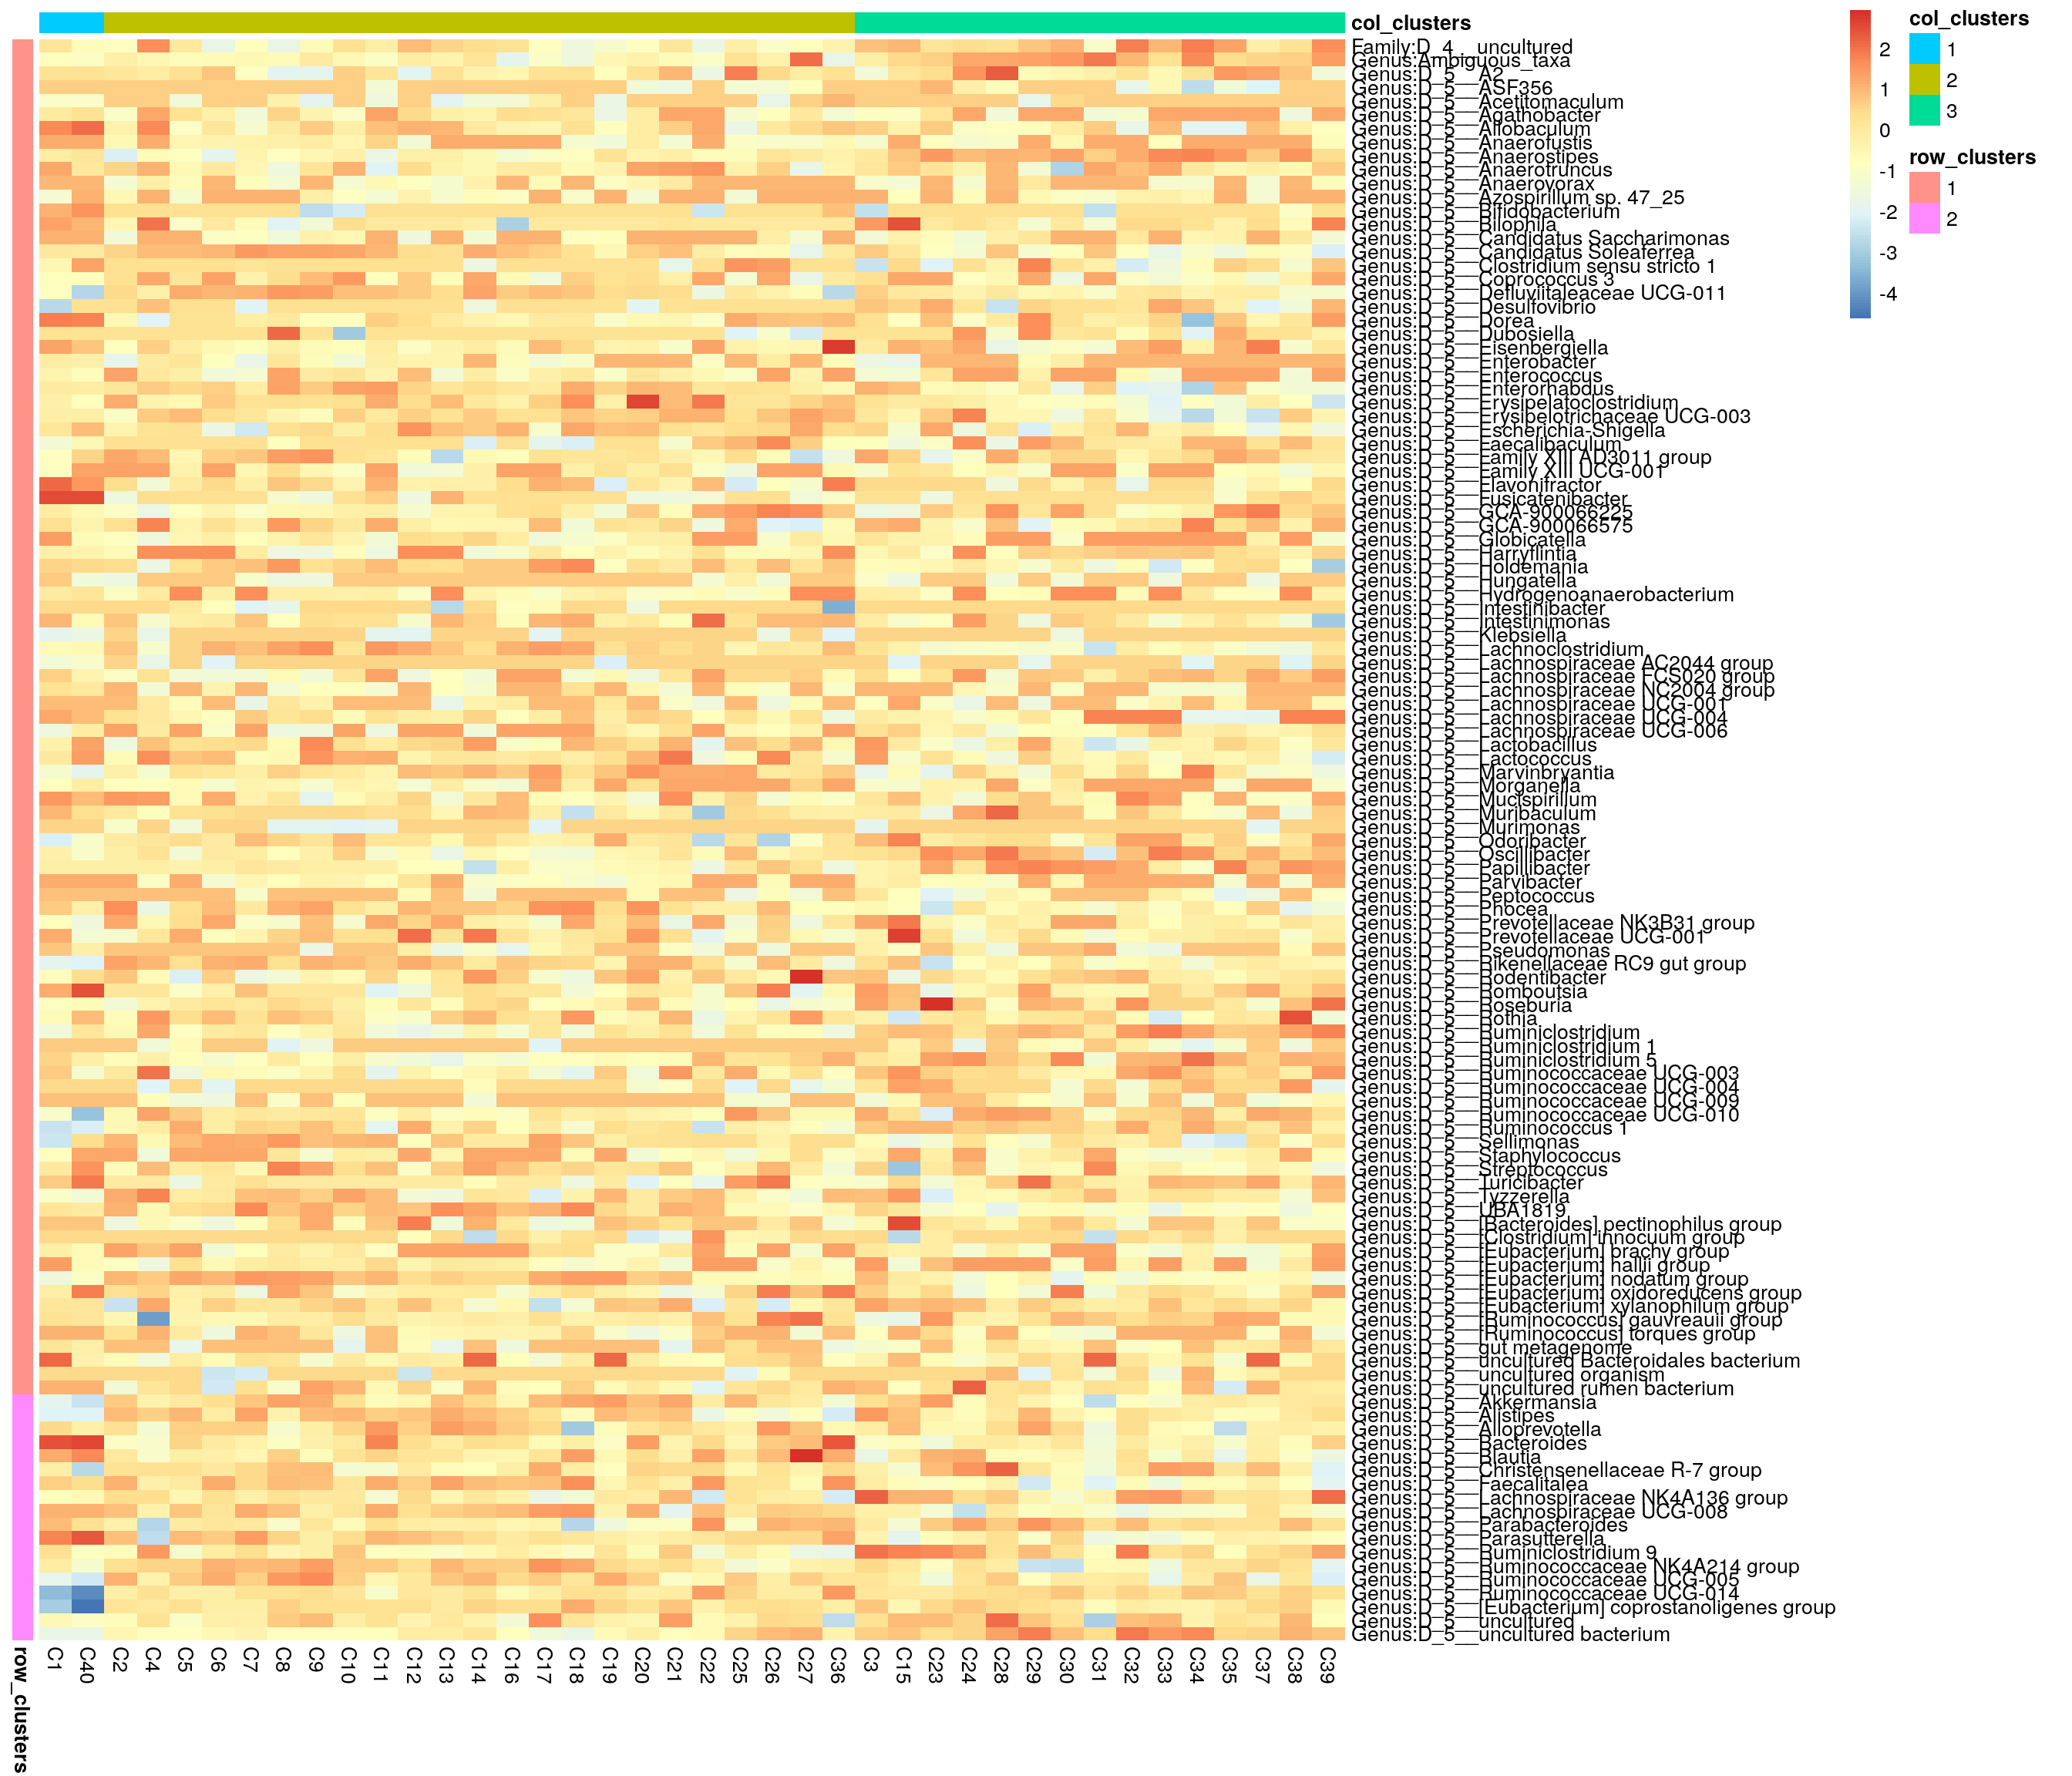 col_clusters
Family:D_4__uncultured
Genus:Ambiguous_taxa
Genus:D_5__A2
Genus:D_5__ASF356
Genus:D_5__Acetitomaculum
Genus:D_5__Agathobacter
Genus:D_5__Allobaculum
Genus:D_5__Anaerofustis
Genus:D_5__Anaerostipes
Genus:D_5__Anaerotruncus
Genus:D_5__Anaerovorax
Genus:D_5__Azospirillum sp. 47_25
Genus:D_5__Bifidobacterium
Genus:D_5__Bilophila
Genus:D_5__Candidatus Saccharimonas
Genus:D_5__Candidatus Soleaferrea
Genus:D_5__Clostridium sensu stricto 1
Genus:D_5__Coprococcus 3
Genus:D_5__Defluviitaleaceae UCG-011
Genus:D_5__Desulfovibrio
Genus:D_5__Dorea
Genus:D_5__Dubosiella
Genus:D_5__Eisenbergiella
Genus:D_5__Enterobacter
Genus:D_5__Enterococcus
Genus:D_5__Enterorhabdus
Genus:D_5__Erysipelatoclostridium
Genus:D_5__Erysipelotrichaceae UCG-003
Genus:D_5__Escherichia-Shigella
Genus:D_5__Faecalibaculum
Genus:D_5__Family XIII AD3011 group
Genus:D_5__Family XIII UCG-001
Genus:D_5__Flavonifractor
Genus:D_5__Fusicatenibacter
Genus:D_5__GCA-900066225
Genus:D_5__GCA-900066575
Genus:D_5__Globicatella
Genus:D_5__Harryflintia
Genus:D_5__Holdemania
Genus:D_5__Hungatella
Genus:D_5__Hydrogenoanaerobacterium
Genus:D_5__Intestinibacter
Genus:D_5__Intestinimonas
Genus:D_5__Klebsiella
Genus:D_5__Lachnoclostridium
Genus:D_5__Lachnospiraceae AC2044 group
Genus:D_5__Lachnospiraceae FCS020 group
Genus:D_5__Lachnospiraceae NC2004 group
Genus:D_5__Lachnospiraceae UCG-001
Genus:D_5__Lachnospiraceae UCG-004
Genus:D_5__Lachnospiraceae UCG-006
Genus:D_5__Lactobacillus
Genus:D_5__Lactococcus
Genus:D_5__Marvinbryantia
Genus:D_5__Morganella
Genus:D_5__Mucispirillum
Genus:D_5__Muribaculum
Genus:D_5__Murimonas
Genus:D_5__Odoribacter
Genus:D_5__Oscillibacter
Genus:D_5__Papillibacter
Genus:D_5__Parvibacter
Genus:D_5__Peptococcus
Genus:D_5__Phocea
Genus:D_5__Prevotellaceae NK3B31 group
Genus:D_5__Prevotellaceae UCG-001
Genus:D_5__Pseudomonas
Genus:D_5__Rikenellaceae RC9 gut group
Genus:D_5__Rodentibacter
Genus:D_5__Romboutsia
Genus:D_5__Roseburia
Genus:D_5__Rothia
Genus:D_5__Ruminiclostridium
Genus:D_5__Ruminiclostridium 1
Genus:D_5__Ruminiclostridium 5
Genus:D_5__Ruminococcaceae UCG-003
Genus:D_5__Ruminococcaceae UCG-004
Genus:D_5__Ruminococcaceae UCG-009
Genus:D_5__Ruminococcaceae UCG-010
Genus:D_5__Ruminococcus 1
Genus:D_5__Sellimonas
Genus:D_5__Staphylococcus
Genus:D_5__Streptococcus
Genus:D_5__Turicibacter
Genus:D_5__Tyzzerella
Genus:D_5__UBA1819
Genus:D_5__[Bacteroides] pectinophilus group
Genus:D_5__[Clostridium] innocuum group
Genus:D_5__[Eubacterium] brachy group
Genus:D_5__[Eubacterium] hallii group
Genus:D_5__[Eubacterium] nodatum group
Genus:D_5__[Eubacterium] oxidoreducens group
Genus:D_5__[Eubacterium] xylanophilum group
Genus:D_5__[Ruminococcus] gauvreauii group
Genus:D_5__[Ruminococcus] torques group
Genus:D_5__gut metagenome
Genus:D_5__uncultured Bacteroidales bacterium
Genus:D_5__uncultured organism
Genus:D_5__uncultured rumen bacterium
Genus:D_5__Akkermansia
Genus:D_5__Alistipes
Genus:D_5__Alloprevotella
Genus:D_5__Bacteroides
Genus:D_5__Blautia
Genus:D_5__Christensenellaceae R-7 group
Genus:D_5__Faecalitalea
Genus:D_5__Lachnospiraceae NK4A136 group
Genus:D_5__Lachnospiraceae UCG-008
Genus:D_5__Parabacteroides
Genus:D_5__Parasutterella
Genus:D_5__Ruminiclostridium 9
Genus:D_5__Ruminococcaceae NK4A214 group
Genus:D_5__Ruminococcaceae UCG-005
Genus:D_5__Ruminococcaceae UCG-014
Genus:D_5__[Eubacterium] coprostanoligenes group
Genus:D_5__uncultured
Genus:D_5__uncultured bacterium
row_clusters
C1
C40
C2
C4
C5
C6
C7
C8
C9
C10
C11
C12
C13
C14
C16
C17
C18
C19
C20
C21
C22
C25
C26
C27
C36
C3
C15
C23
C24
C28
C29
C30
C31
C32
C33
C34
C35
C37
C38
C39
2
1
0
-1
-2
-3
-4
col_clusters
1
2
3
row_clusters
1
2